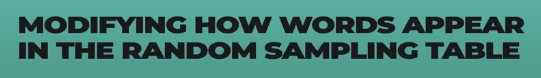 MODIFYING HOW WORDS APPEAR
IN THE RANDOM SAMPLING TABLE